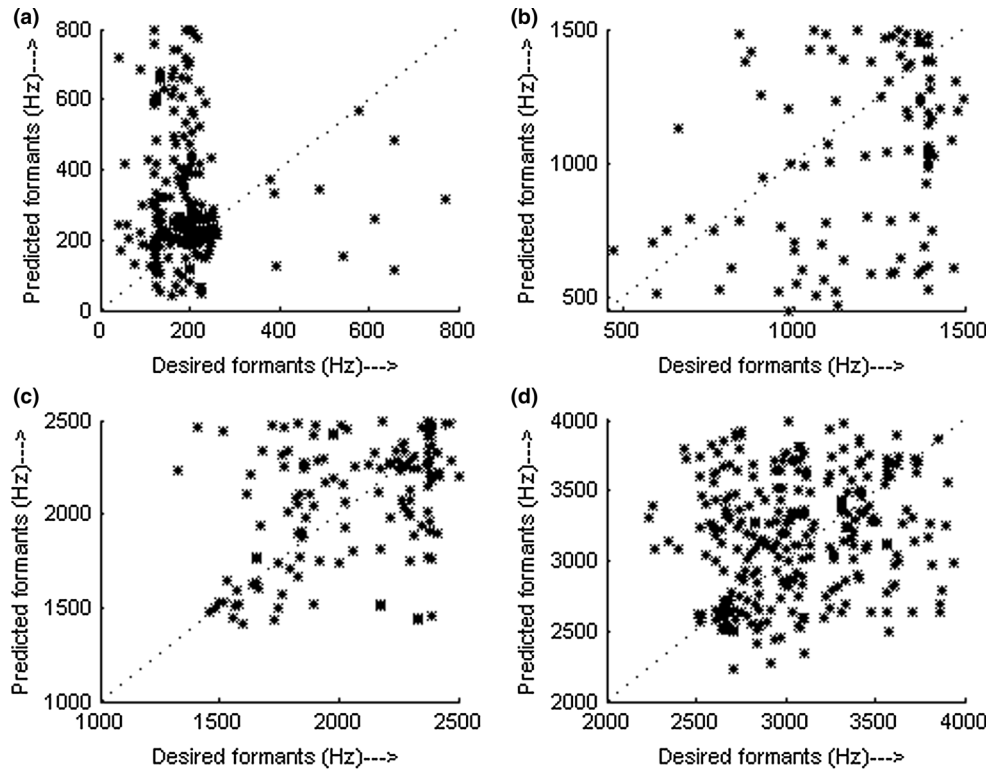 (a)
800
600
400
200
0
0 200 400 600 800
Predicted formants (Hz)--->
Desired formants (Hz)--->
(b)
1500
1000
500
500 1000 1500
Predicted formants (Hz)--->
Desired formants (Hz)--->
(c)
2500
2000
1500
1000
1000 1500 2000 2500
Predicted formants (Hz)--->
Desired formants (Hz)--->
(d)
4000
3500
3000
2500
2000
2000 2500 3000 3500 4000
Predicted formants (Hz)--->
Desired formants (Hz)--->